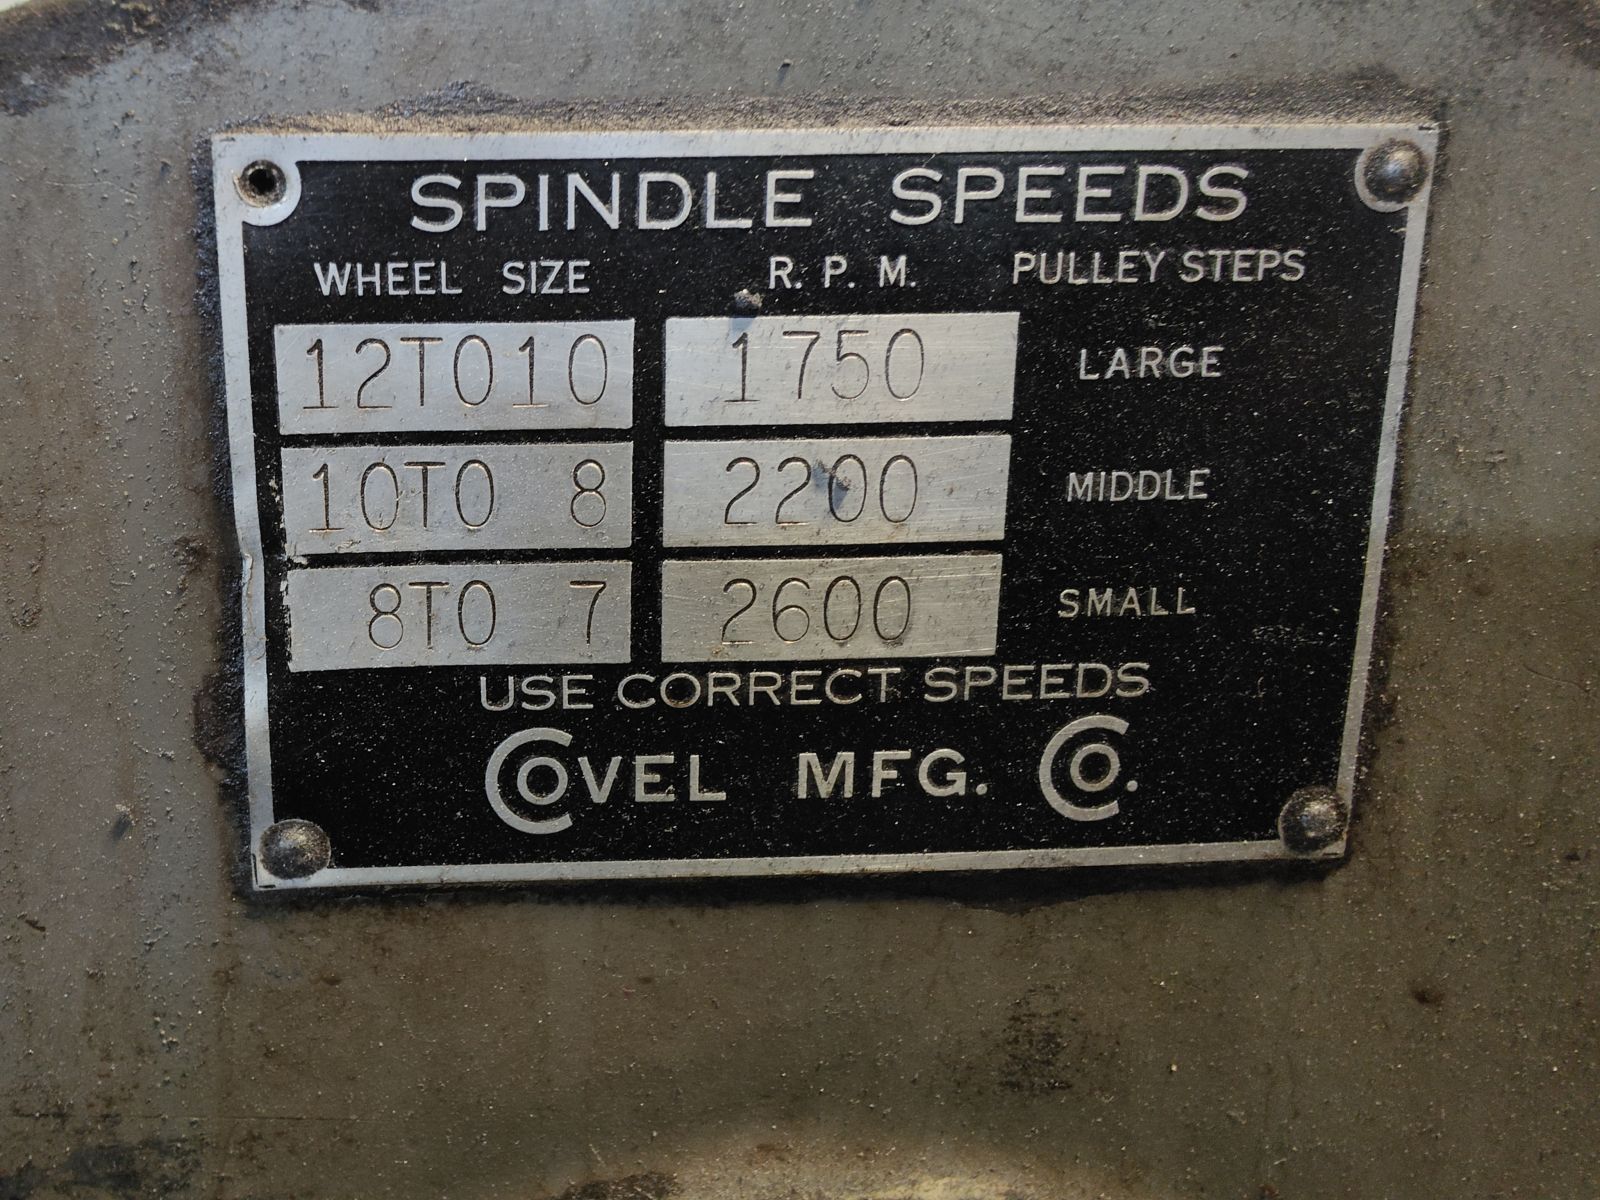 SPINDLE SPEEDS
WHEEL SIZE R. P. M. PULLEY STEPS
12TO10 1750 LARGE
10TO 8 2200 MIDDLE
8TO 7 2600 SMALL
USE CORRECT SPEEDS
COVEL MFG. CO.